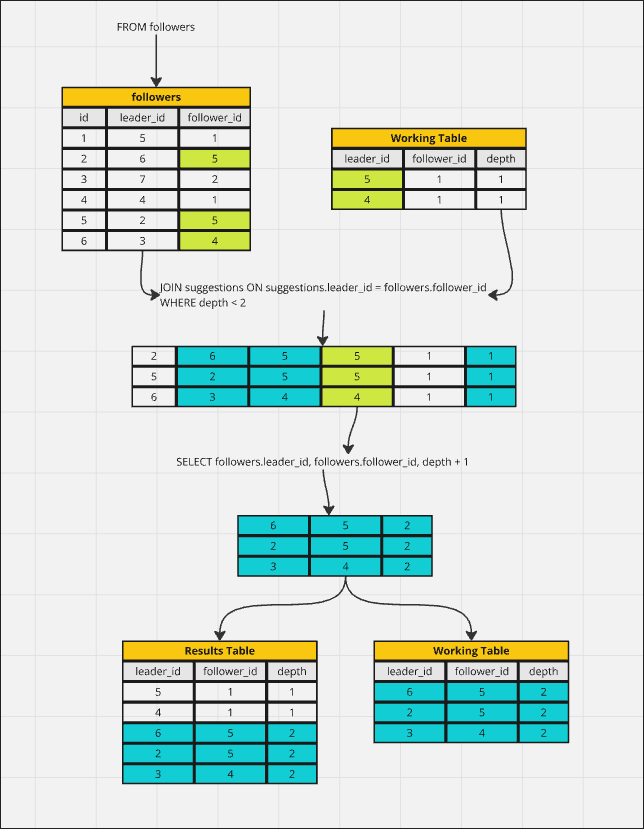 FROM followers
followers
id leader_id follower_id
1 5 1
2 6 5
3 7 2
4 4 1
5 2 5
6 3 4
Working Table
leader_id follower_id depth
5 1 1
4 1 1
JOIN suggestions ON suggestions.leader_id = followers.follower_id
WHERE depth < 2
2 6 5 5 1 1
5 2 5 5 1 1
6 3 4 4 1 1
SELECT followers.leader_id, followers.follower_id, depth + 1
6 5 2
2 5 2
3 4 2
Results Table
leader_id follower_id depth
5 1 1
4 1 1
6 5 2
2 5 2
3 4 2
Working Table
leader_id follower_id depth
6 5 2
2 5 2
3 4 2